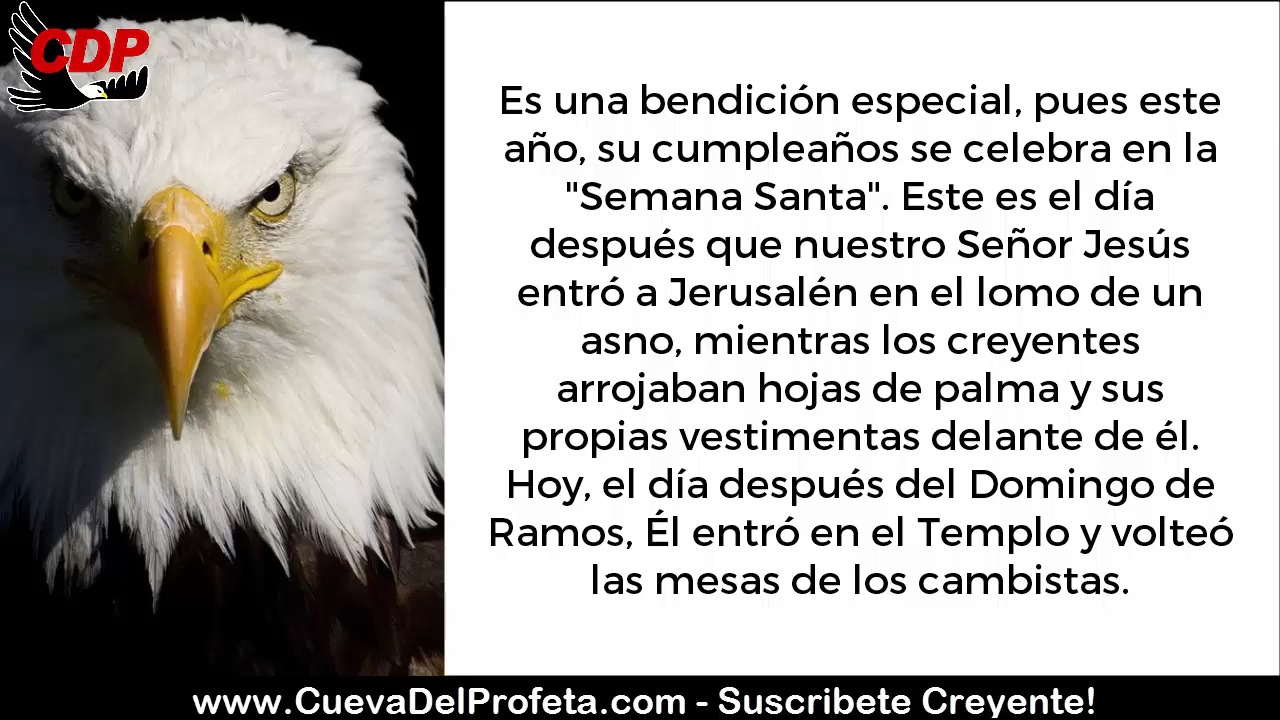 CDP
Es una bendición especial, pues este
año, su cumpleaños se celebra en la
"Semana Santa". Este es el día
después que nuestro Señor Jesús
entró a Jerusalén en el lomo de un
asno, mientras los creyentes
arrojaban hojas de palma y sus
propias vestimentas delante de él.
Hoy, el día después del Domingo de
Ramos, Él entró en el Templo y volteó
las mesas de los cambistas.
www.CuevaDelProfeta.com - Suscribete Creyente!